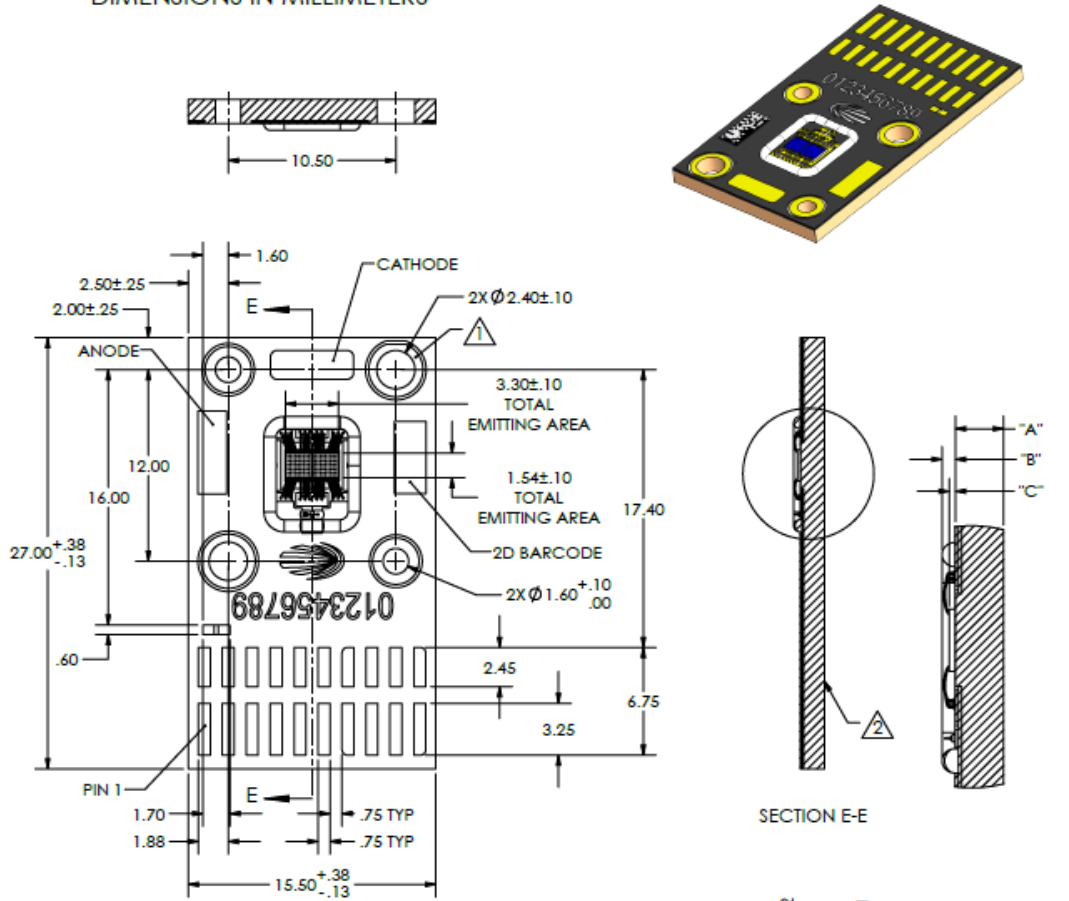 DIMENSIONS IN MILLIMETERS
0123456789
10.50
1.60
CATHODE
2.50±.25
E
2X Ø 2.40±.10
2.00±.25
1
ANODE
3.30±.10
TOTAL
EMITTING AREA
"A"
"B"
12.00
1.54±.10
TOTAL
EMITTING AREA
"C"
16.00
17.40
27.00 +.38
-.13
2D BARCODE
2X Ø 1.60 +.10
.00
0123456789
.60
2.45
6.75
3.25
2
PIN 1
E
1.70
.75 TYP
SECTION E-E
1.88
.75 TYP
15.50 +.38
-.13